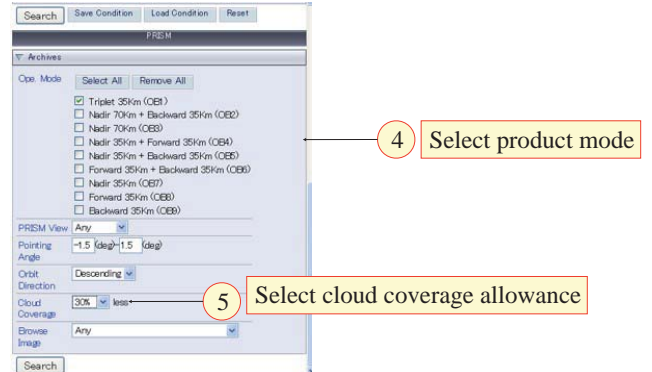 Search Save Condition Load Condition Reset
PRISM
Archives
Ope. Mode Select All Remove All
Triplet 35Km (OB1)
Nadir 70Km + Backward 35Km (OB2)
Nadir 70Km (OB3)
Nadir 35Km + Forward 35Km (OB4)
Nadir 35Km + Backward 35Km (OB5)
Forward 35Km + Backward 35Km (OB6)
Nadir 35Km (OB7)
Forward 35Km (OB8)
Backward 35Km (OB9)
4 Select product mode
PRISM View Any
Pointing Angle -1.5 (deg)- 1.5 (deg)
Orbit Direction Descending
Cloud Coverage 30% less
5 Select cloud coverage allowance
Browse Image Any
Search